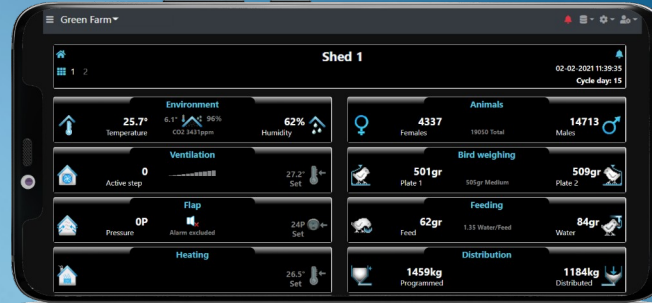 Green Farm
Shed 1
1 2
02-02-2021 11:39:35
Cycle day: 15
Environment
25.7°
Temperature
6.1° 96%
CO2 3431ppm
62%
Humidity
Animals
4337
Females
19050 Total
14713
Males
Ventilation
0
Active step
27.2°
Set
Bird weighing
501gr
Plate 1
505gr Medium
509gr
Plate 2
Flap
0P
Pressure
Alarm excluded
24P
Set
Feeding
62gr
Feed
1.35 Water/Feed
84gr
Water
Heating
26.5°
Set
Distribution
1459kg
Programmed
1184kg
Distributed